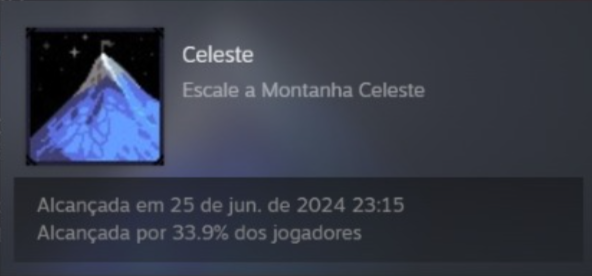 Celeste
Escale a Montanha Celeste
Alcançada em 25 de jun. de 2024 23:15
Alcançada por 33.9% dos jogadores